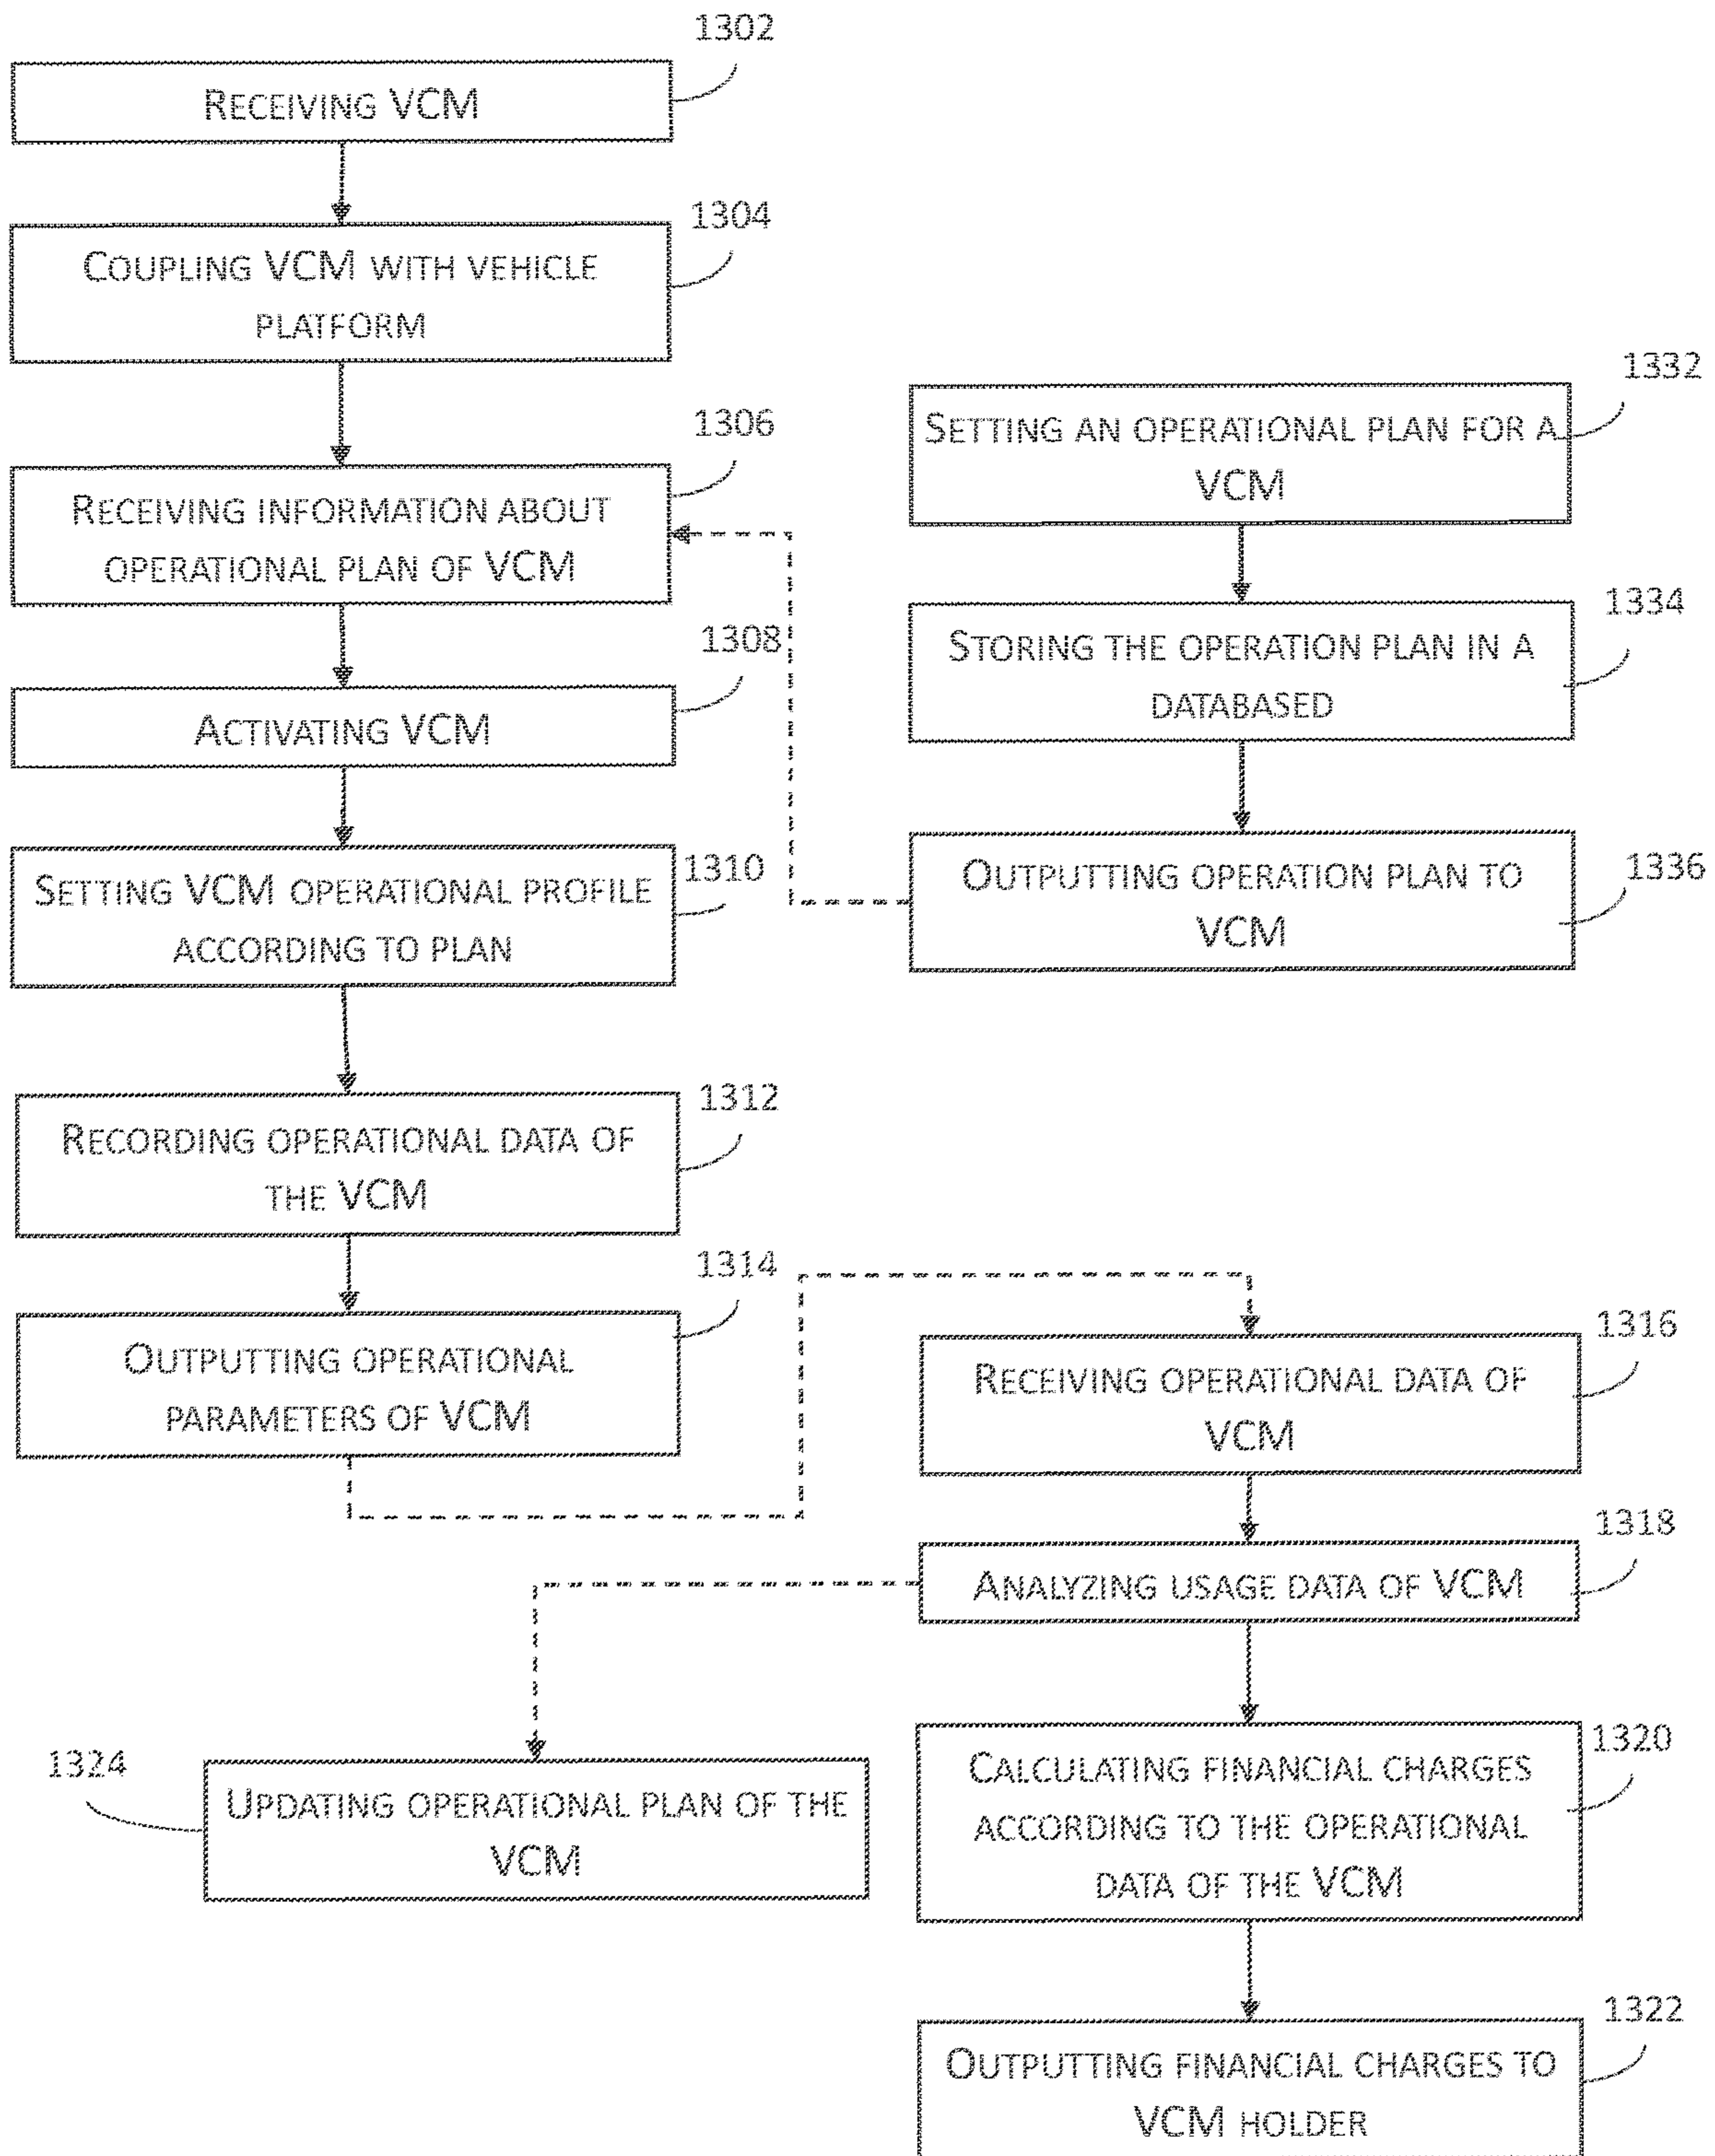 1302
RECEIVING VCM
1304
COUPLING VCM WITH VEHICLE
PLATFORM
1306
RECEIVING INFORMATION ABOUT
OPERATIONAL PLAN OF VCM
1308
ACTIVATING VCM
1310
SETTING VCM OPERATIONAL PROFILE
ACCORDING TO PLAN
1312
RECORDING OPERATIONAL DATA OF
THE VCM
1314
OUTPUTTING OPERATIONAL
PARAMETERS OF VCM
1332
SETTING AN OPERATIONAL PLAN FOR A
VCM
1334
STORING THE OPERATION PLAN IN A
DATABASED
1336
OUTPUTTING OPERATION PLAN TO
VCM
1316
RECEIVING OPERATIONAL DATA OF
VCM
1318
ANALYZING USAGE DATA OF VCM
1320
CALCULATING FINANCIAL CHARGES
ACCORDING TO THE OPERATIONAL
DATA OF THE VCM
1322
OUTPUTTING FINANCIAL CHARGES TO
VCM HOLDER
1324
UPDATING OPERATIONAL PLAN OF THE
VCM